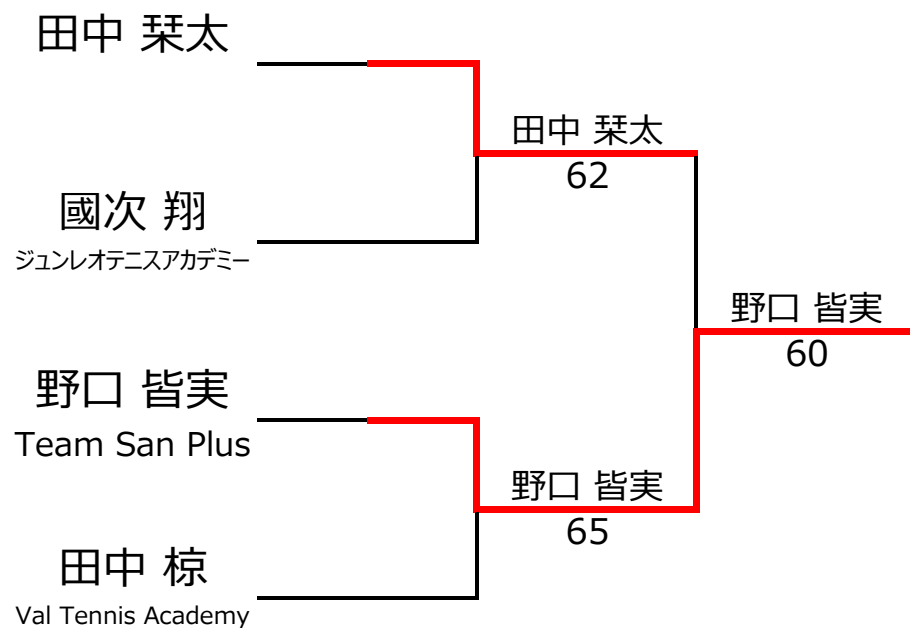 田中 栞太
田中 栞太
62
國次 翔
ジュンレオテニスアカデミー
野口 皆実
60
野口 皆実
Team San Plus
野口 皆実
65
田中 椋
Val Tennis Academy